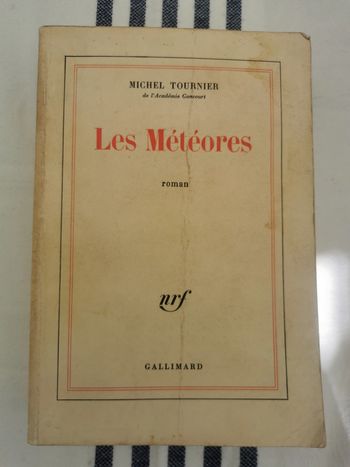 MICHEL TOURNIER
de l'Académie Goncourt
Les Météores
roman
nrf
GALLIMARD